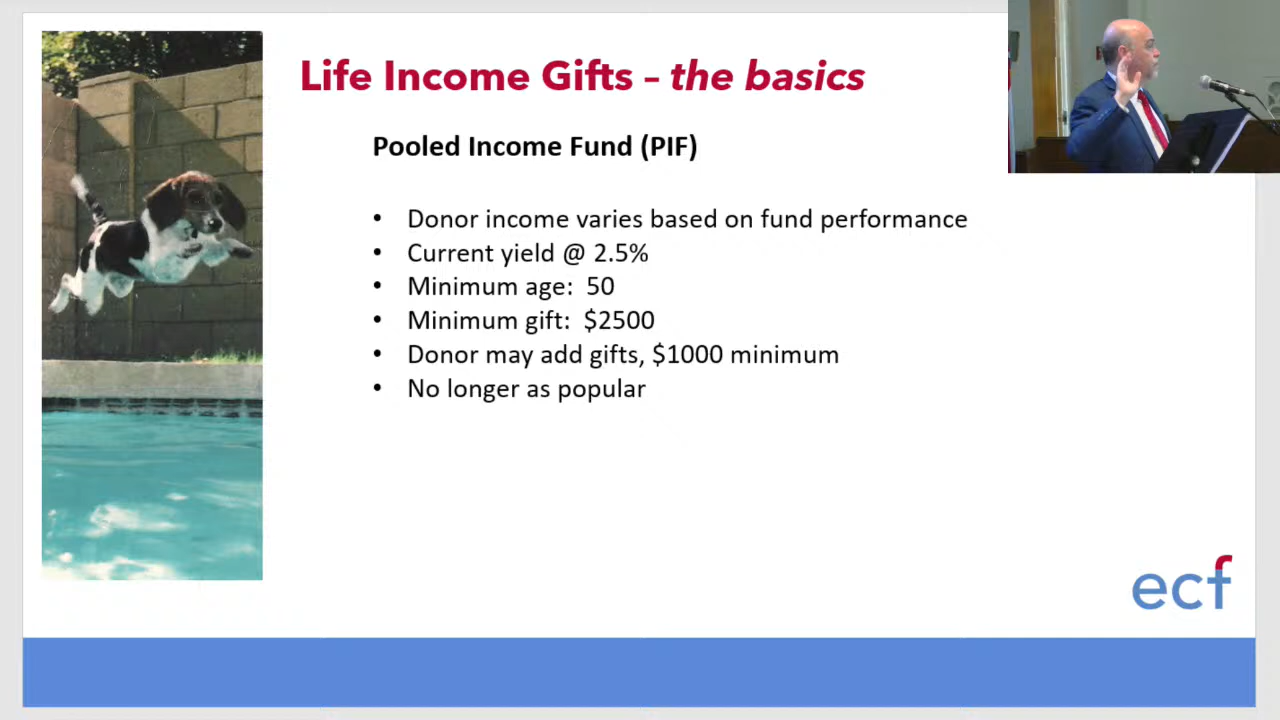 Life Income Gifts – the basics
Pooled Income Fund (PIF)
• Donor income varies based on fund performance
• Current yield @ 2.5%
• Minimum age:  50
• Minimum gift:  $2500
• Donor may add gifts, $1000 minimum
• No longer as popular
ecf